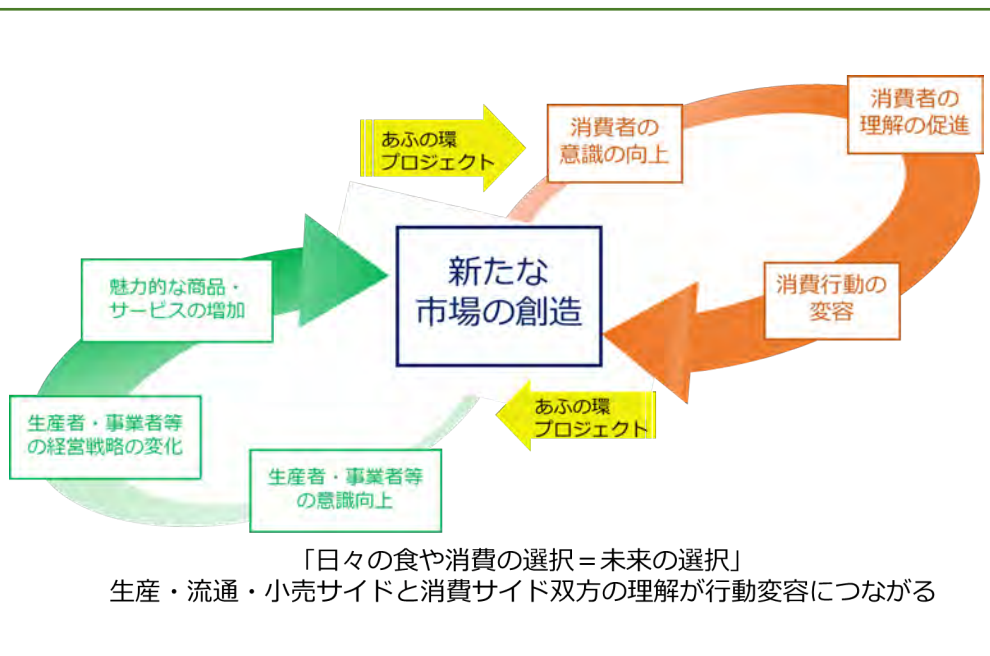 消費者の
理解の促進
消費者の
意識の向上
あふの環
プロジェクト
新たな
市場の創造
消費行動の
変容
魅力的な商品・
サービスの増加
あふの環
プロジェクト
生産者・事業者等
の経営戦略の変化
生産者・事業者等
の意識向上
「日々の食や消費の選択＝未来の選択」
生産・流通・小売サイドと消費サイド双方の理解が行動変容につながる